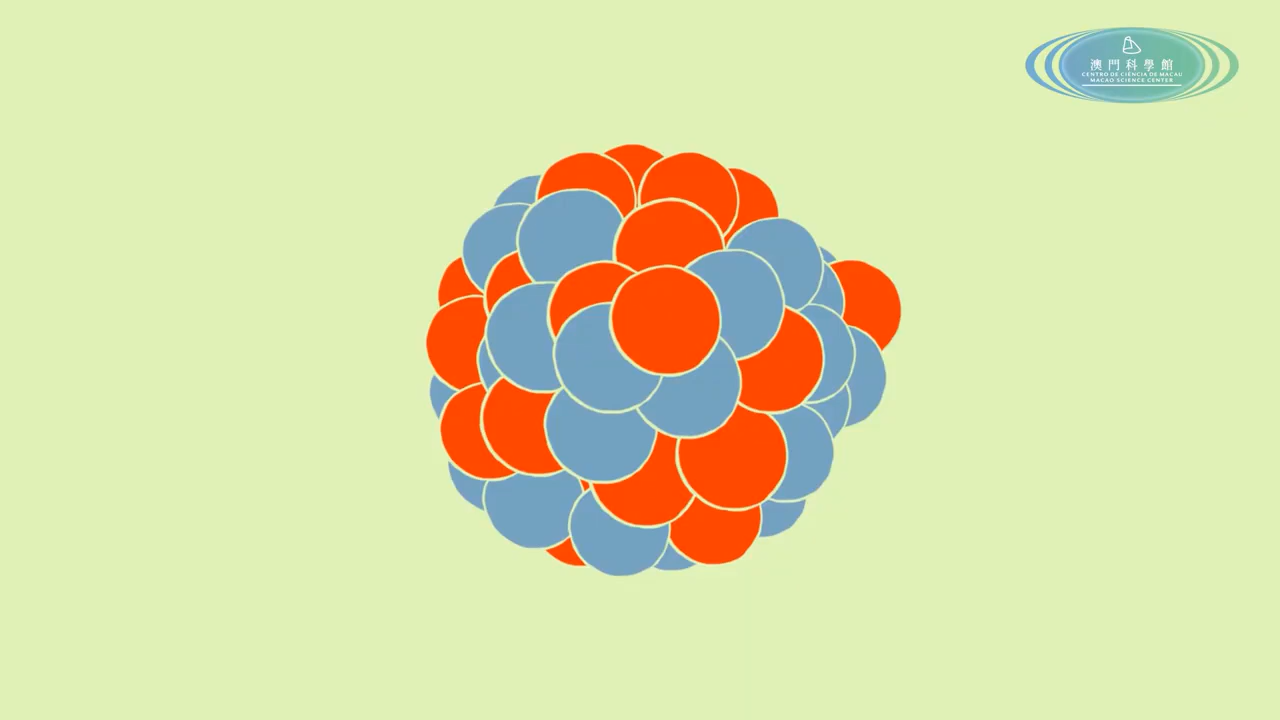 澳門科學館
CENTRO DE CIÊNCIA DE MACAU
MACAO SCIENCE CENTER